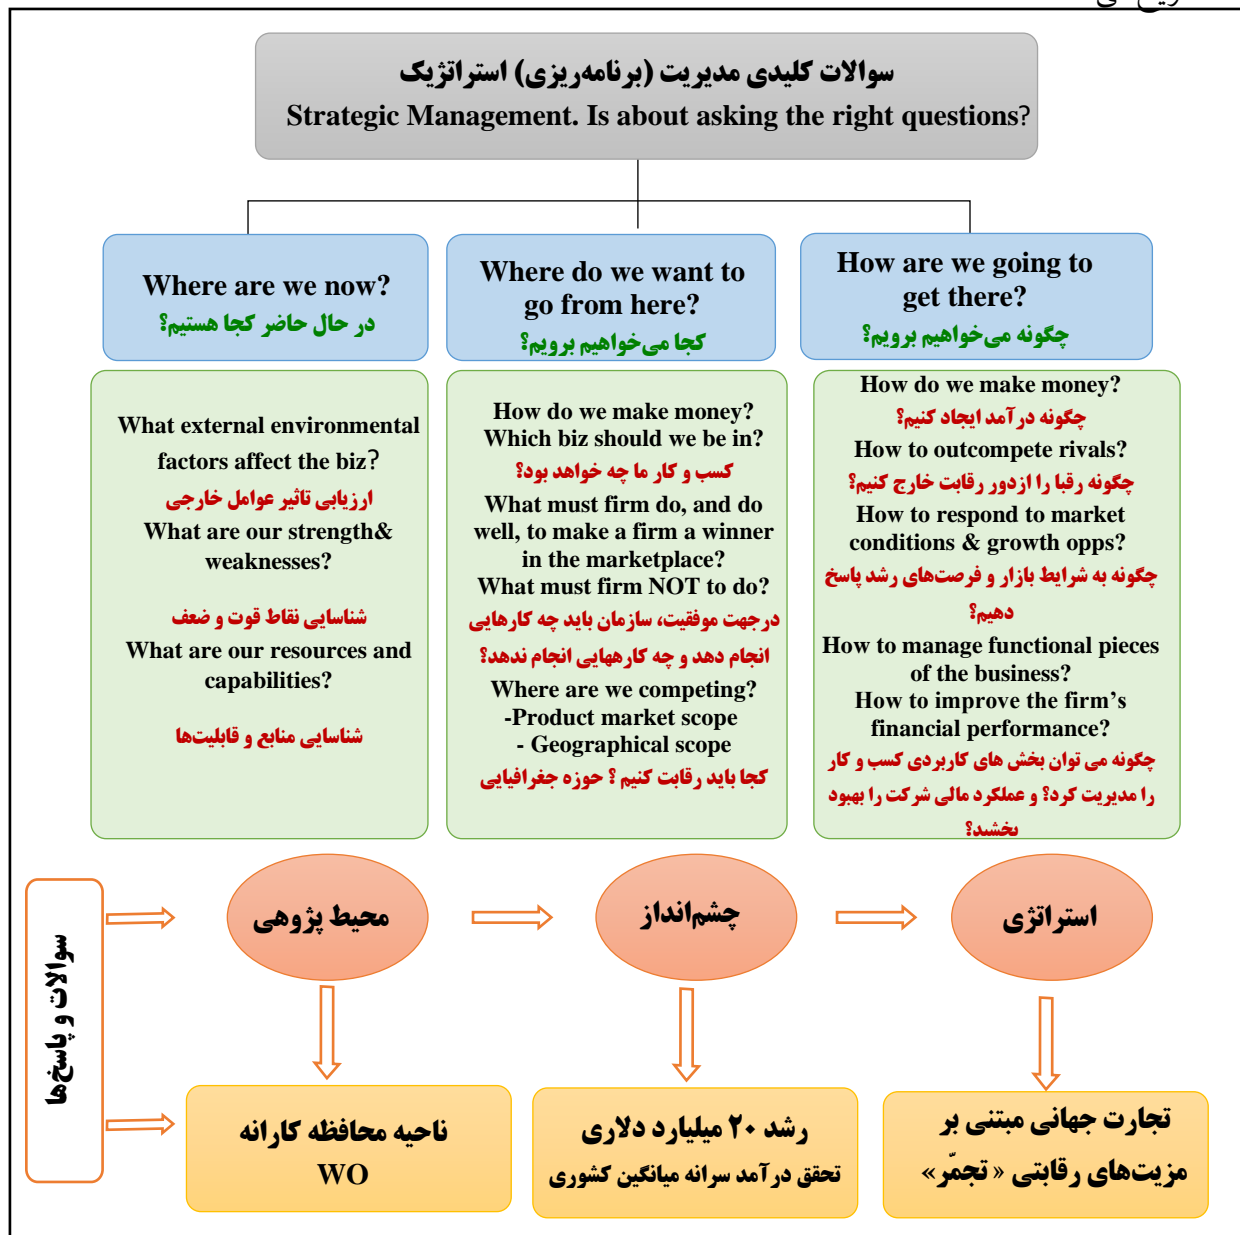 سوالات کلیدی مدیریت (برنامه‌ریزی) استراتژیک
Strategic Management. Is about asking the right questions?
Where are we now?
در حال حاضر کجا هستیم؟
Where do we want to
go from here?
کجا می‌خواهیم برویم؟
How are we going to
get there?
چگونه می‌خواهیم برویم؟
What external environmental
factors affect the biz?
ارزیابی تاثیر عوامل خارجی
What are our strength&
weaknesses?
شناسایی نقاط قوت و ضعف
What are our resources and
capabilities?
شناسایی منابع و قابلیت‌ها
How do we make money?
Which biz should we be in?
کسب و کار ما چه خواهد بود؟
What must firm do, and do
well, to make a firm a winner
in the marketplace?
What must firm NOT to do?
درجهت موفقیت، سازمان باید چه کارهایی
انجام دهد و چه کارههایی انجام ندهد؟
Where are we competing?
-Product market scope
- Geographical scope
کجا باید رقابت کنیم ؟ حوزه جغرافیایی
How do we make money?
چگونه درآمد ایجاد کنیم؟
How to outcompete rivals?
چگونه رقبا را ازدور رقابت خارج کنیم؟
How to respond to market
conditions & growth opps?
چگونه به شرایط بازار و فرصت‌های رشد پاسخ
دهیم؟
How to manage functional pieces
of the business?
How to improve the firm’s
financial performance?
چگونه می توان بخش های کاربردی کسب و کار
را مدیریت کرد؟ و عملکرد مالی شرکت را بهبود
بخشید؟
سوالات و پاسخ‌ها
محیط پژوهی
چشم‌انداز
استراتژی
ناحیه محافظه کارانه
WO
رشد ۲۰ میلیارد دلاری
تحقق درآمد سرانه میانگین کشوری
تجارت جهانی مبتنی بر
مزیت‌های رقابتی « تجمّر»